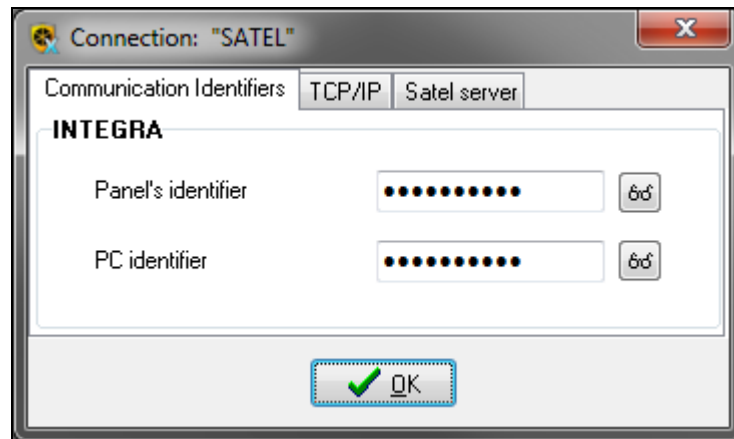 Connection: "SATEL"
Communication Identifiers TCP/IP Satel server
INTEGRA
Panel's identifier ●●●●●●●●●●
PC identifier ●●●●●●●●●●
OK